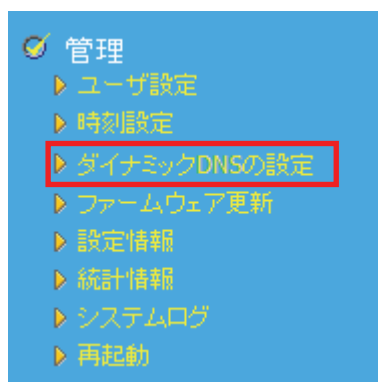 管理
ユーザ設定
時刻設定
ダイナミックDNSの設定
ファームウェア更新
設定情報
統計情報
システムログ
再起動